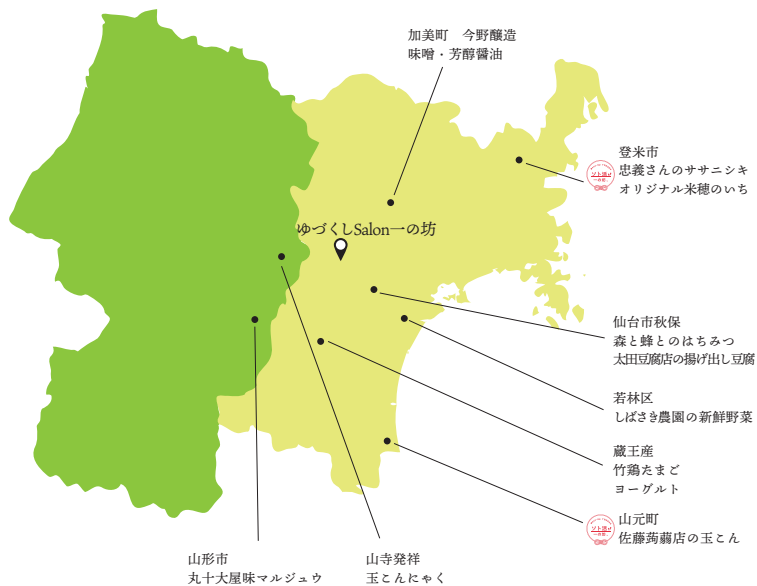 加美町　今野醸造
味噌・芳醇醤油
登米市
忠義さんのササニシキ
オリジナル米穂のいち
ゆづくしSalon一の坊
仙台市秋保
森と蜂とのはちみつ
太田豆腐店の揚げ出し豆腐
若林区
しばさき農園の新鮮野菜
蔵王産
竹鶏たまご
ヨーグルト
山元町
佐藤蒟蒻店の玉こん
山形市
丸十大屋味マルジュウ
山寺発祥
玉こんにゃく